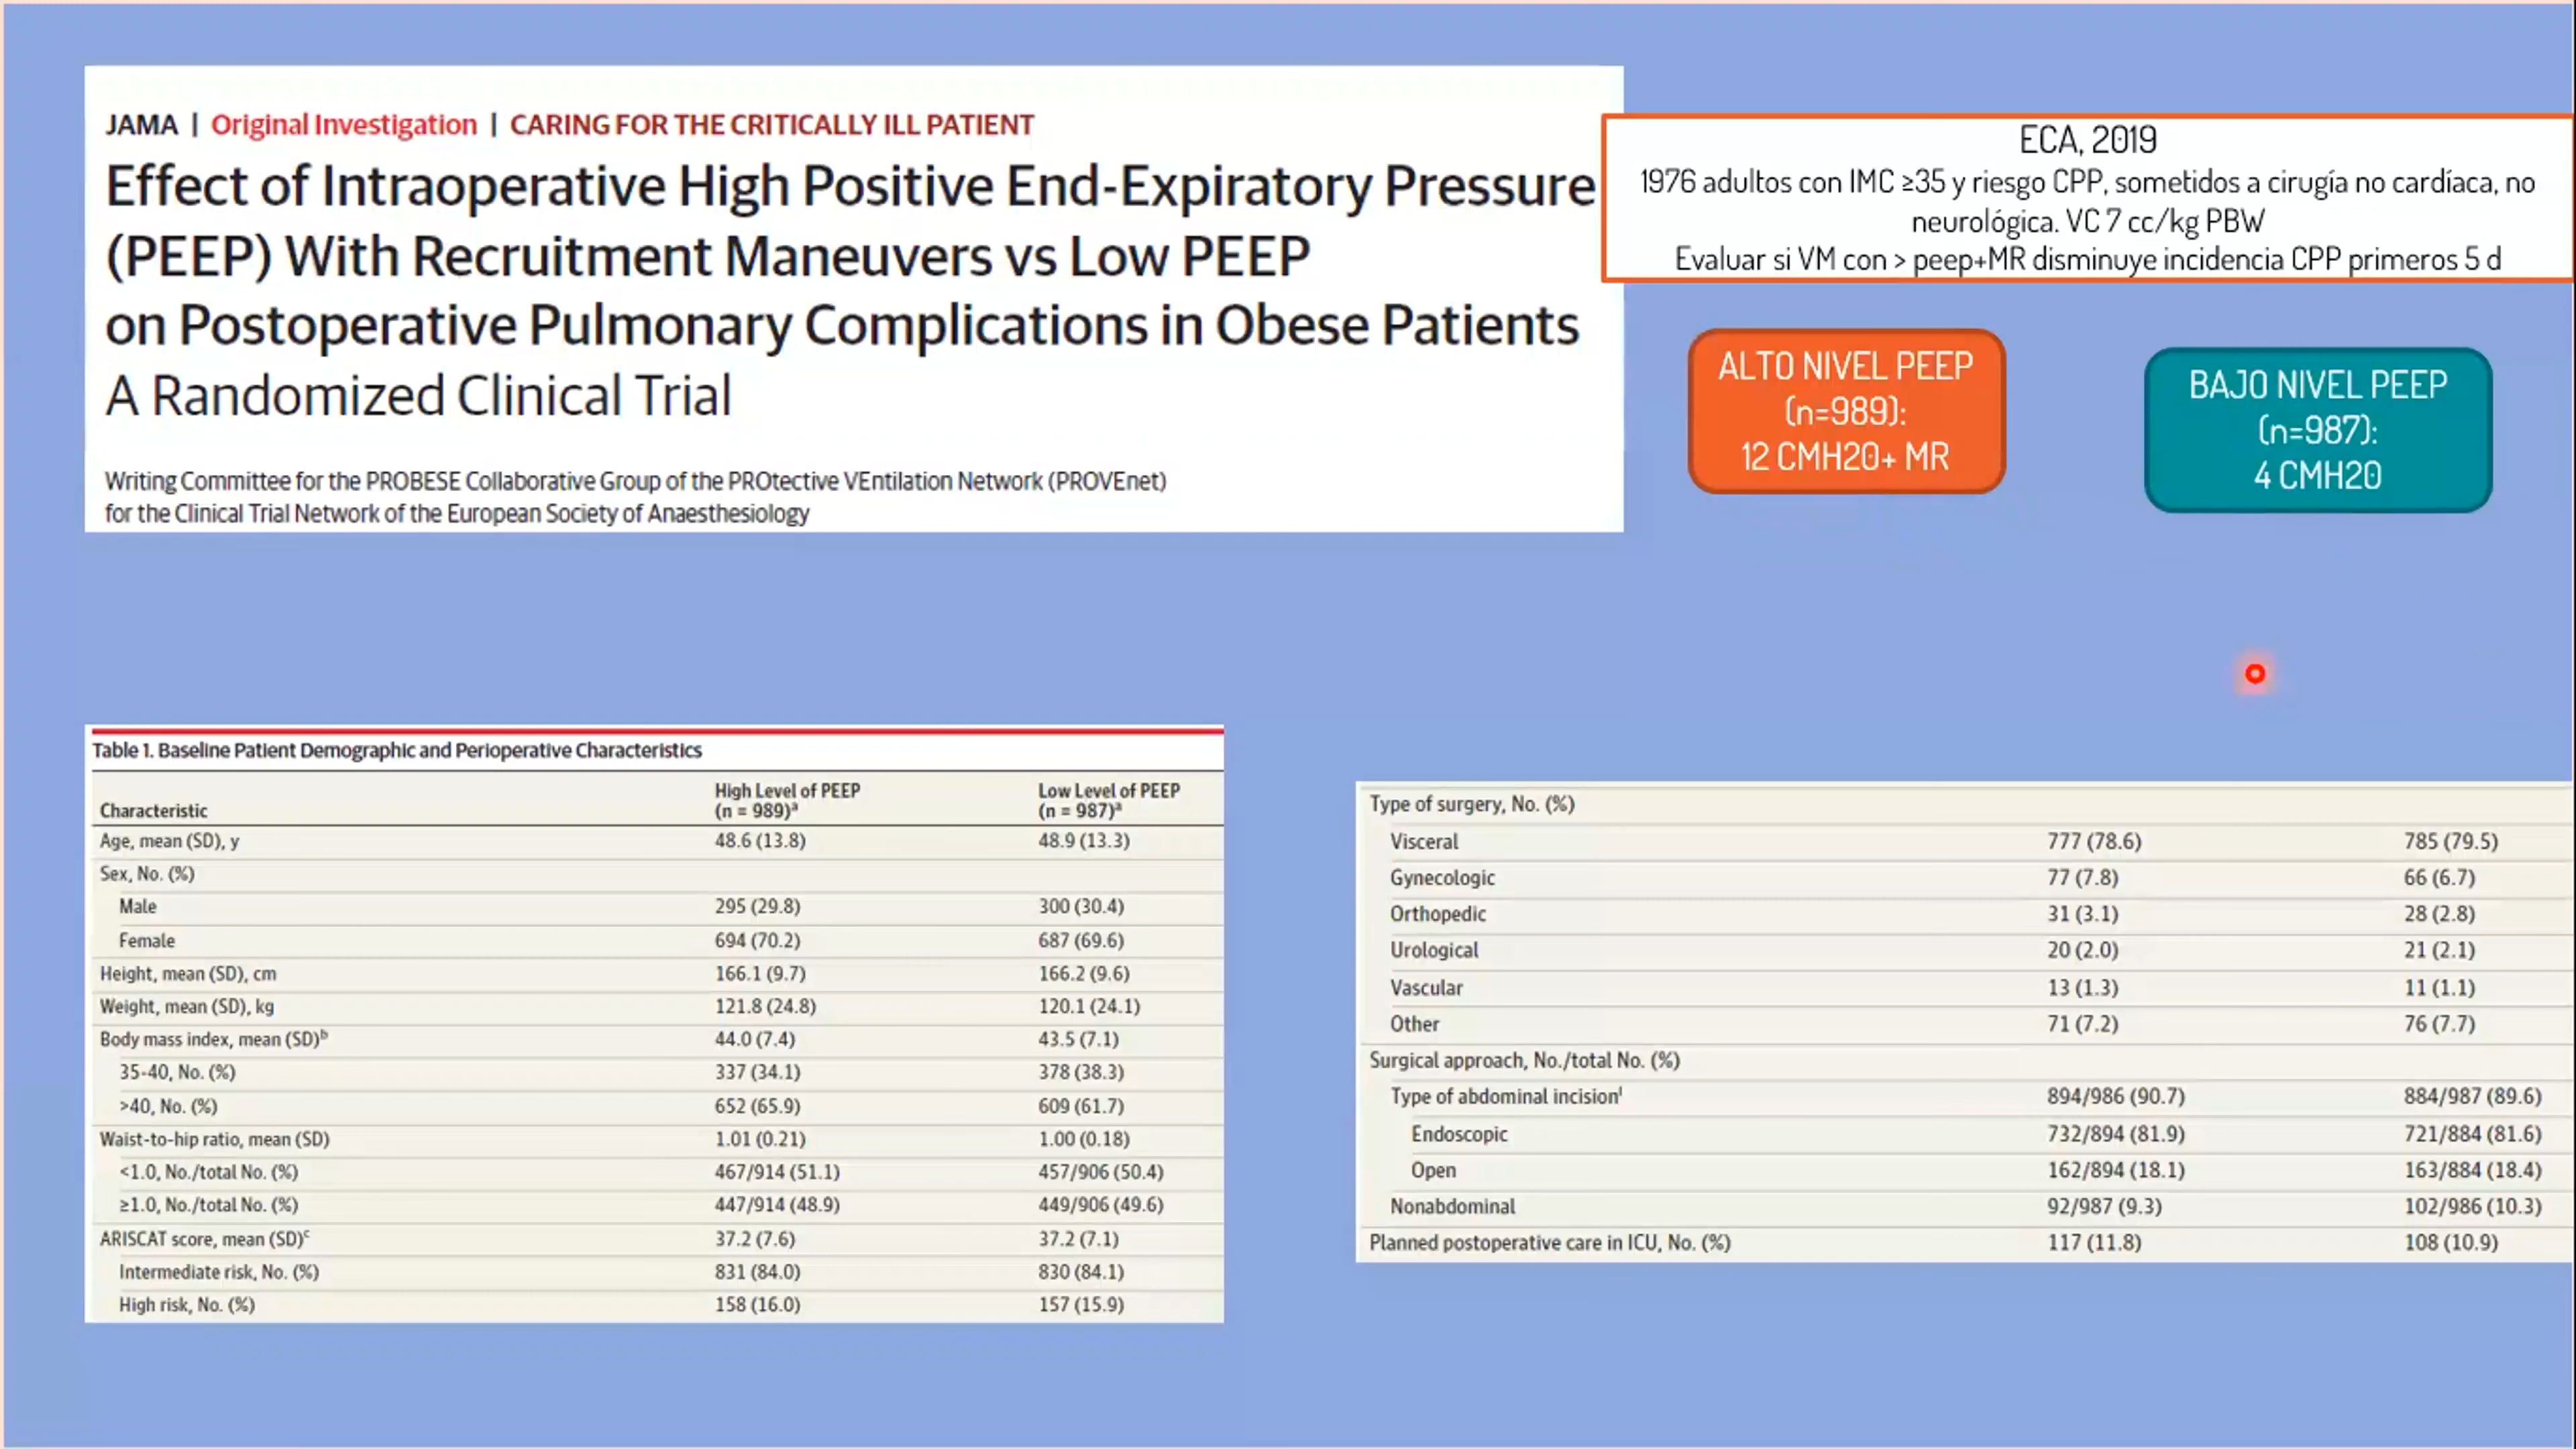 JAMA | Original Investigation | CARING FOR THE CRITICALLY ILL PATIENT
Effect of Intraoperative High Positive End-Expiratory Pressure
(PEEP) With Recruitment Maneuvers vs Low PEEP
on Postoperative Pulmonary Complications in Obese Patients
A Randomized Clinical Trial
Writing Committee for the PROBESE Collaborative Group of the PROtective VEntilation Network (PROVEnet)
for the Clinical Trial Network of the European Society of Anaesthesiology
ECA, 2019
1976 adultos con IMC ≥35 y riesgo CPP, sometidos a cirugía no cardíaca, no
neurológica. VC 7 cc/kg PBW
Evaluar si VM con > peep+MR disminuye incidencia CPP primeros 5 d
ALTO NIVEL PEEP
(n=989):
12 CMH20+ MR
BAJO NIVEL PEEP
(n=987):
4 CMH20
Table 1. Baseline Patient Demographic and Perioperative Characteristics
Characteristic High Level of PEEP (n = 989)ª Low Level of PEEP (n = 987)ª
Age, mean (SD), y 48.6 (13.8) 48.9 (13.3)
Sex, No. (%)
Male 295 (29.8) 300 (30.4)
Female 694 (70.2) 687 (69.6)
Height, mean (SD), cm 166.1 (9.7) 166.2 (9.6)
Weight, mean (SD), kg 121.8 (24.8) 120.1 (24.1)
Body mass index, mean (SD)ᵇ 44.0 (7.4) 43.5 (7.1)
35-40, No. (%) 337 (34.1) 378 (38.3)
>40, No. (%) 652 (65.9) 609 (61.7)
Waist-to-hip ratio, mean (SD) 1.01 (0.21) 1.00 (0.18)
<1.0, No./total No. (%) 467/914 (51.1) 457/906 (50.4)
≥1.0, No./total No. (%) 447/914 (48.9) 449/906 (49.6)
ARISCAT score, mean (SD)ᶜ 37.2 (7.6) 37.2 (7.1)
Intermediate risk, No. (%) 831 (84.0) 830 (84.1)
High risk, No. (%) 158 (16.0) 157 (15.9)
Type of surgery, No. (%)
Visceral 777 (78.6) 785 (79.5)
Gynecologic 77 (7.8) 66 (6.7)
Orthopedic 31 (3.1) 28 (2.8)
Urological 20 (2.0) 21 (2.1)
Vascular 13 (1.3) 11 (1.1)
Other 71 (7.2) 76 (7.7)
Surgical approach, No./total No. (%)
Type of abdominal incision 894/986 (90.7) 884/987 (89.6)
Endoscopic 732/894 (81.9) 721/884 (81.6)
Open 162/894 (18.1) 163/884 (18.4)
Nonabdominal 92/987 (9.3) 102/986 (10.3)
Planned postoperative care in ICU, No. (%) 117 (11.8) 108 (10.9)